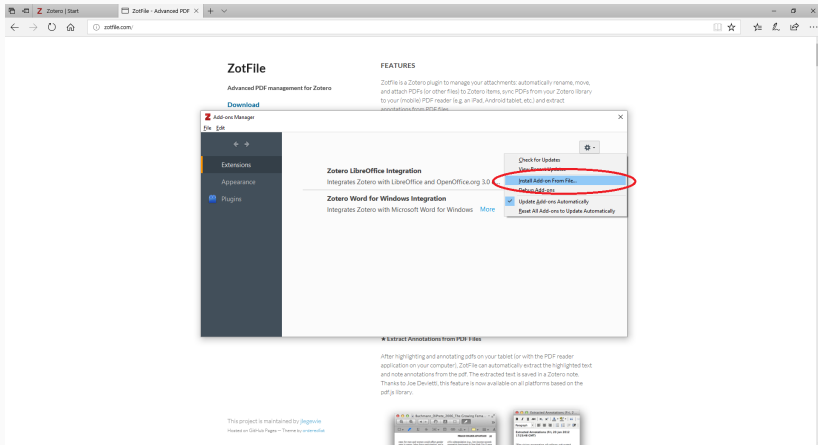 Zotero | Start
ZotFile - Advanced PDF
zotfile.com/
ZotFile
Advanced PDF management for Zotero
Download
FEATURES
ZotFile is a Zotero plugin to manage your attachments: automatically rename, move,
and attach PDFs (or other files) to Zotero items, sync PDFs from your Zotero library
to your (mobile) PDF reader (e.g. an iPad, Android tablet, etc.) and extract
annotations from PDF files.
Add-ons Manager
File Edit
Extensions
Appearance
Plugins
Zotero LibreOffice Integration
Integrates Zotero with LibreOffice and OpenOffice.org 3.0
Zotero Word for Windows Integration
Integrates Zotero with Microsoft Word for Windows More
Check for Updates
View Recent Updates
Install Add-on From File...
Debug Add-ons
Update Add-ons Automatically
Reset All Add-ons to Update Automatically
★ Extract Annotations from PDF Files
After highlighting and annotating pdfs on your tablet (or with the PDF reader
application on your computer), ZotFile can automatically extract the highlighted text
and note annotations from the pdf. The extracted text is saved in a Zotero note.
Thanks to Joe Devietti, this feature is now available on all platforms based on the
pdf.js library.
This project is maintained by jlegewie
Hosted on GitHub Pages — Theme by orderedlist